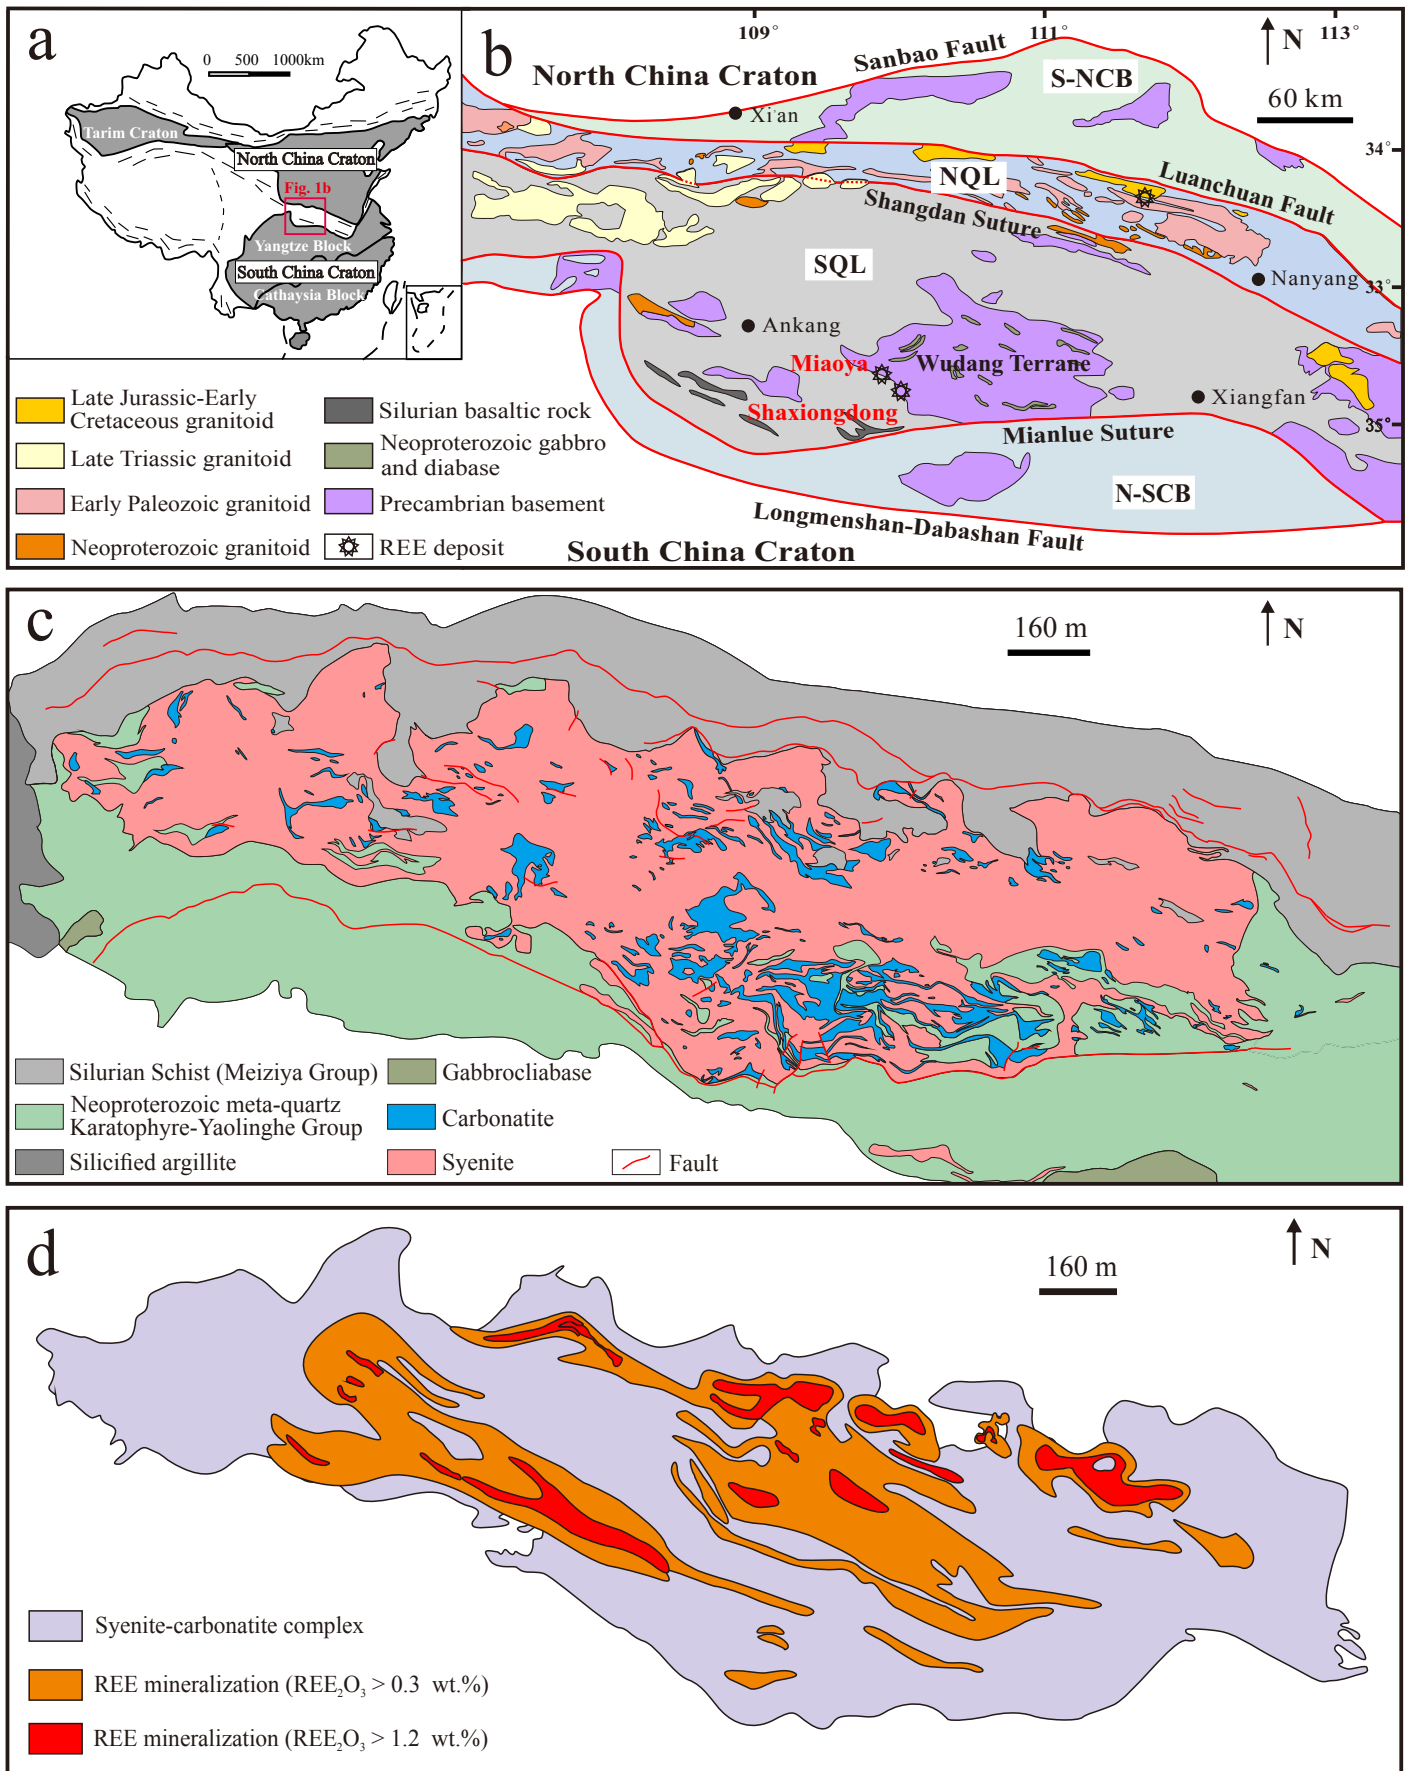 a
0 500 1000km
Tarim Craton
North China Craton
Fig. 1b
Yangtze Block
South China Craton
Cathaysia Block
b
109°
111°
113°
N
North China Craton
Sanbao Fault
S-NCB
60 km
Xi'an
34°
NQL
Luanchuan Fault
Shangdan Suture
SQL
Nanyang
33°
Ankang
Miaoya
Wudang Terrane
Shaxiongdong
Xiangfan
35°
Mianlue Suture
N-SCB
Longmenshan-Dabashan Fault
South China Craton
Late Jurassic-Early
Cretaceous granitoid
Late Triassic granitoid
Early Paleozoic granitoid
Neoproterozoic granitoid
Silurian basaltic rock
Neoproterozoic gabbro
and diabase
Precambrian basement
REE deposit
c
160 m
N
Silurian Schist (Meiziya Group)
Neoproterozoic meta-quartz
Karatophyre-Yaolinghe Group
Silicified argillite
Gabbrocliabase
Carbonatite
Syenite
Fault
d
160 m
N
Syenite-carbonatite complex
REE mineralization (REE₂O₃ > 0.3 wt.%)
REE mineralization (REE₂O₃ > 1.2 wt.%)